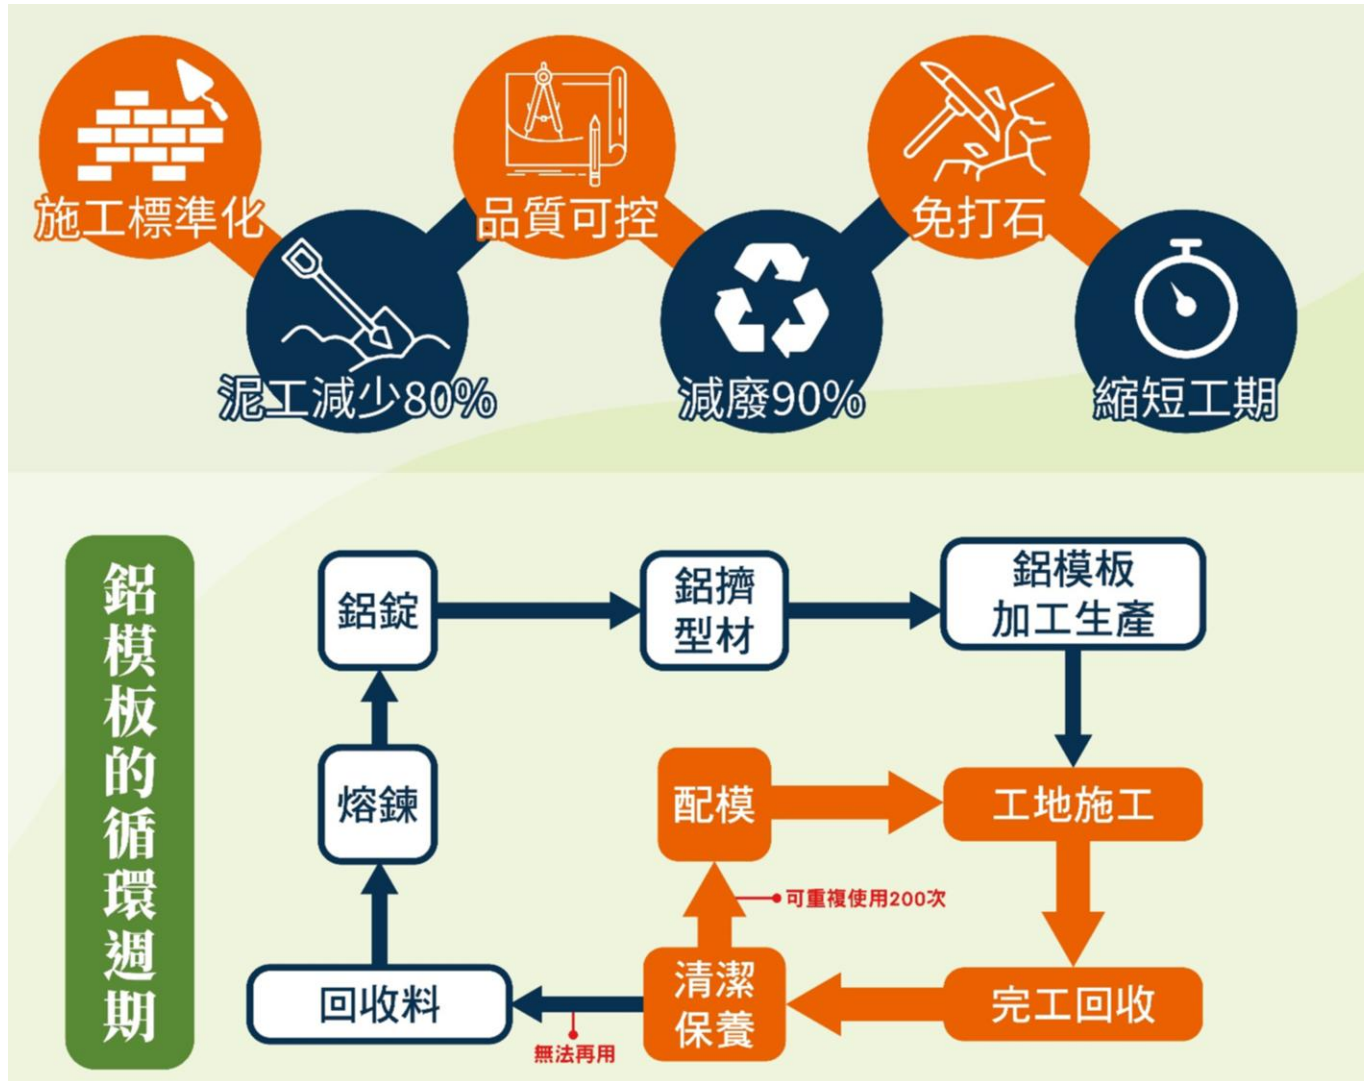 施工標準化
泥工減少80%
品質可控
減廢90%
免打石
縮短工期
鋁模板的循環週期
鋁錠
鋁擠
型材
鋁模板
加工生產
熔鍊
配模
工地施工
可重複使用200次
回收料
無法再用
清潔
保養
完工回收